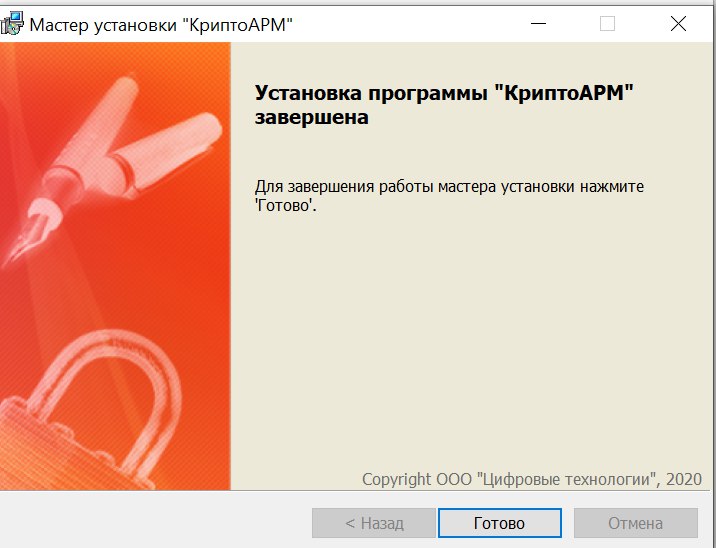 Мастер установки "КриптоАРМ"
Установка программы "КриптоАРМ"
завершена
Для завершения работы мастера установки нажмите
'Готово'.
Copyright ООО "Цифровые технологии", 2020
< Назад
Готово
Отмена